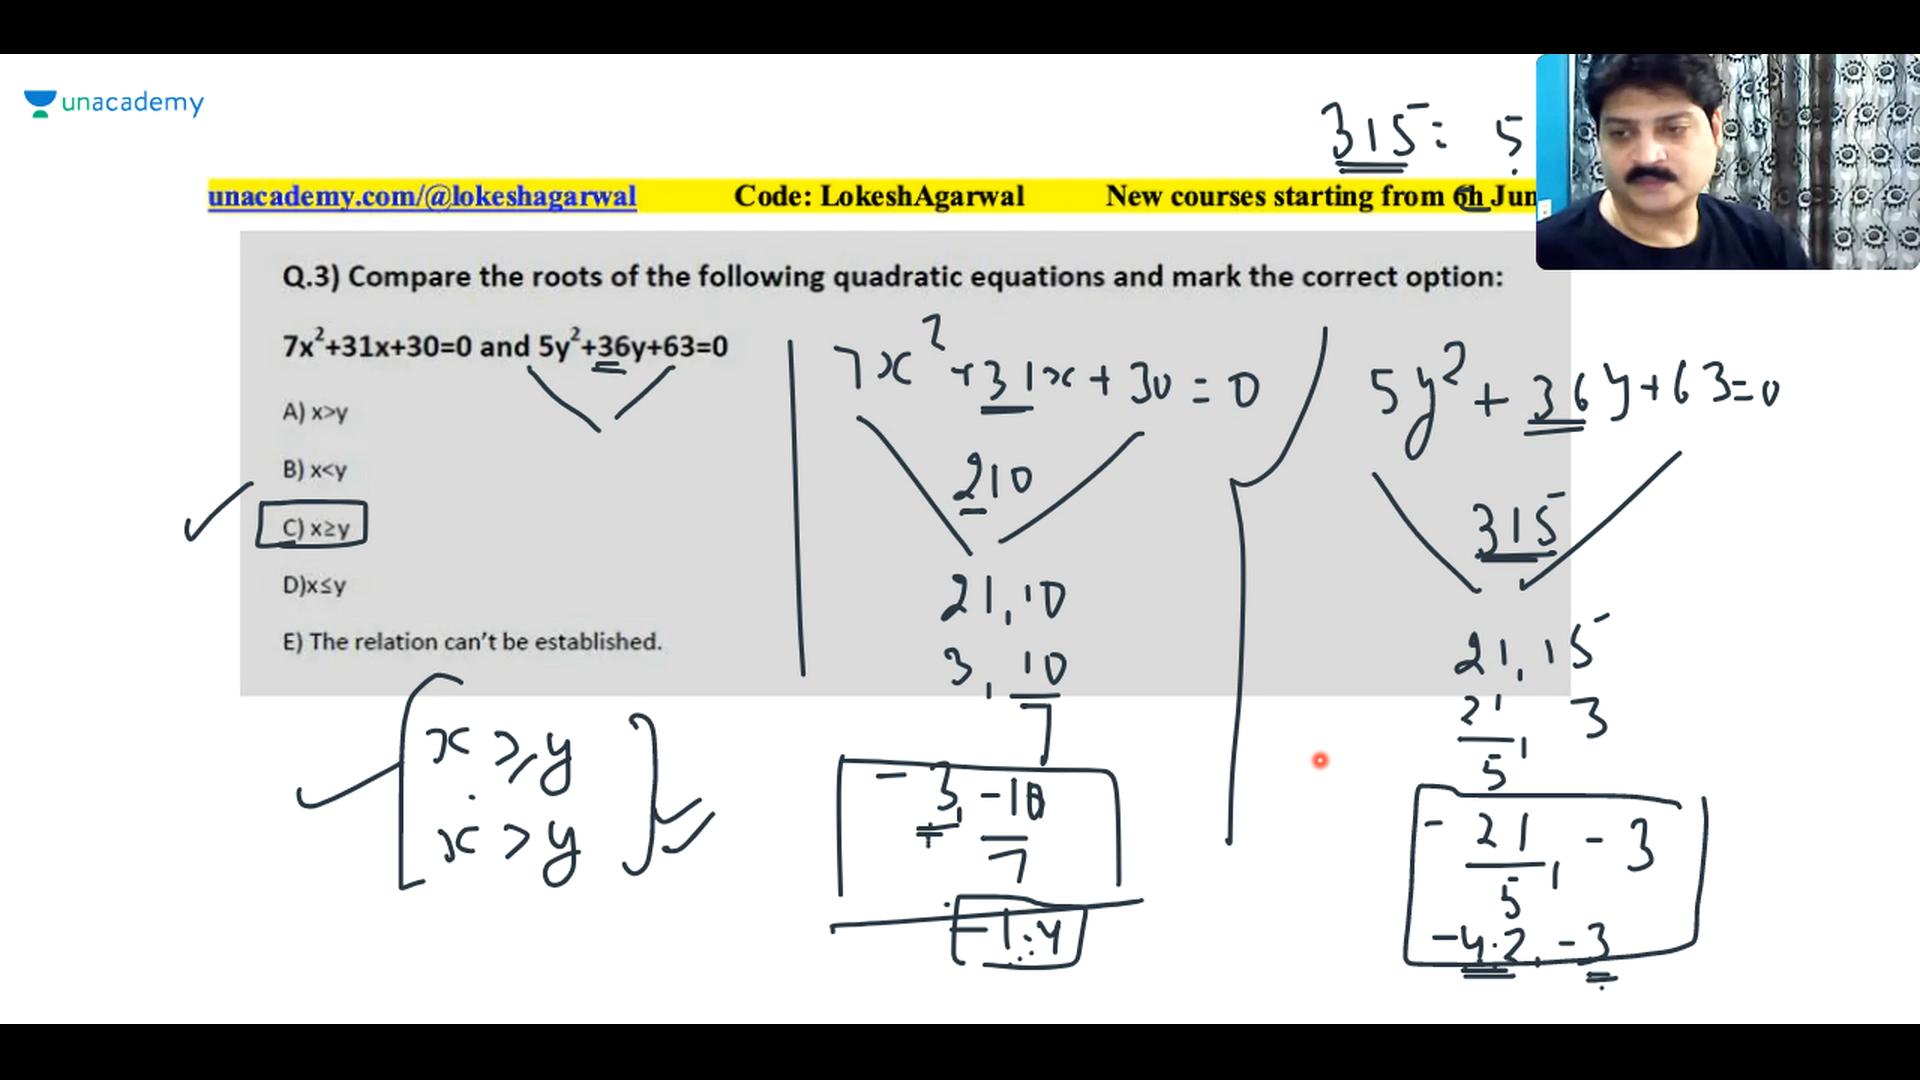 unacademy
315: 5
unacademy.com/@lokeshagarwal Code: LokeshAgarwal New courses starting from 6h Jun
Q.3) Compare the roots of the following quadratic equations and mark the correct option:
7x²+31x+30=0 and 5y²+36y+63=0
A) x>y
B) x<y
C) x≥y
D)x≤y
E) The relation can't be established.
x ≥ y
x > y
7x² + 31x + 30 = 0
210
21, 10
3, 10/7
- 3, -10/7
-1.4
5y² + 36y + 63 = 0
315
21, 15
21/5, 3
- 21/5, - 3
-4.2, -3